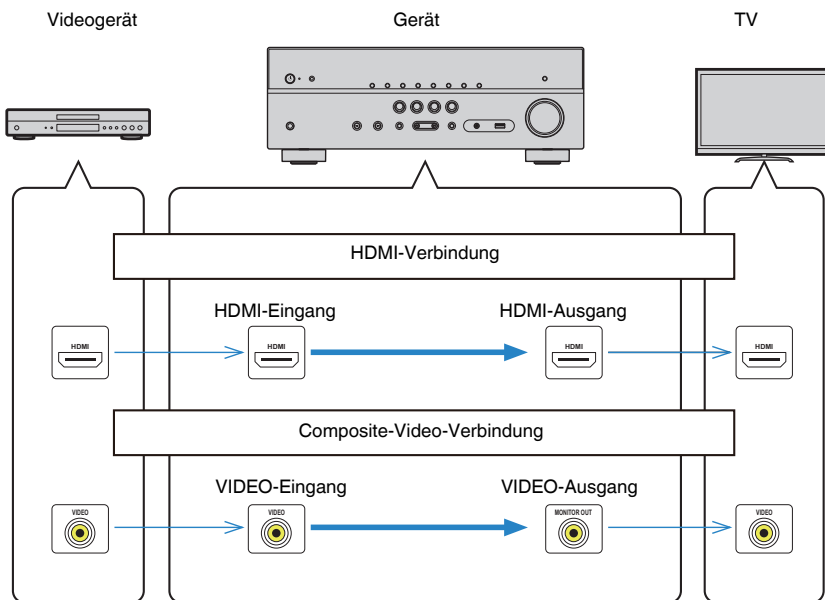 Videogerät
Gerät
TV
HDMI-Verbindung
HDMI-Eingang
HDMI-Ausgang
HDMI
HDMI
HDMI
HDMI
Composite-Video-Verbindung
VIDEO-Eingang
VIDEO-Ausgang
VIDEO
VIDEO
MONITOR OUT
VIDEO